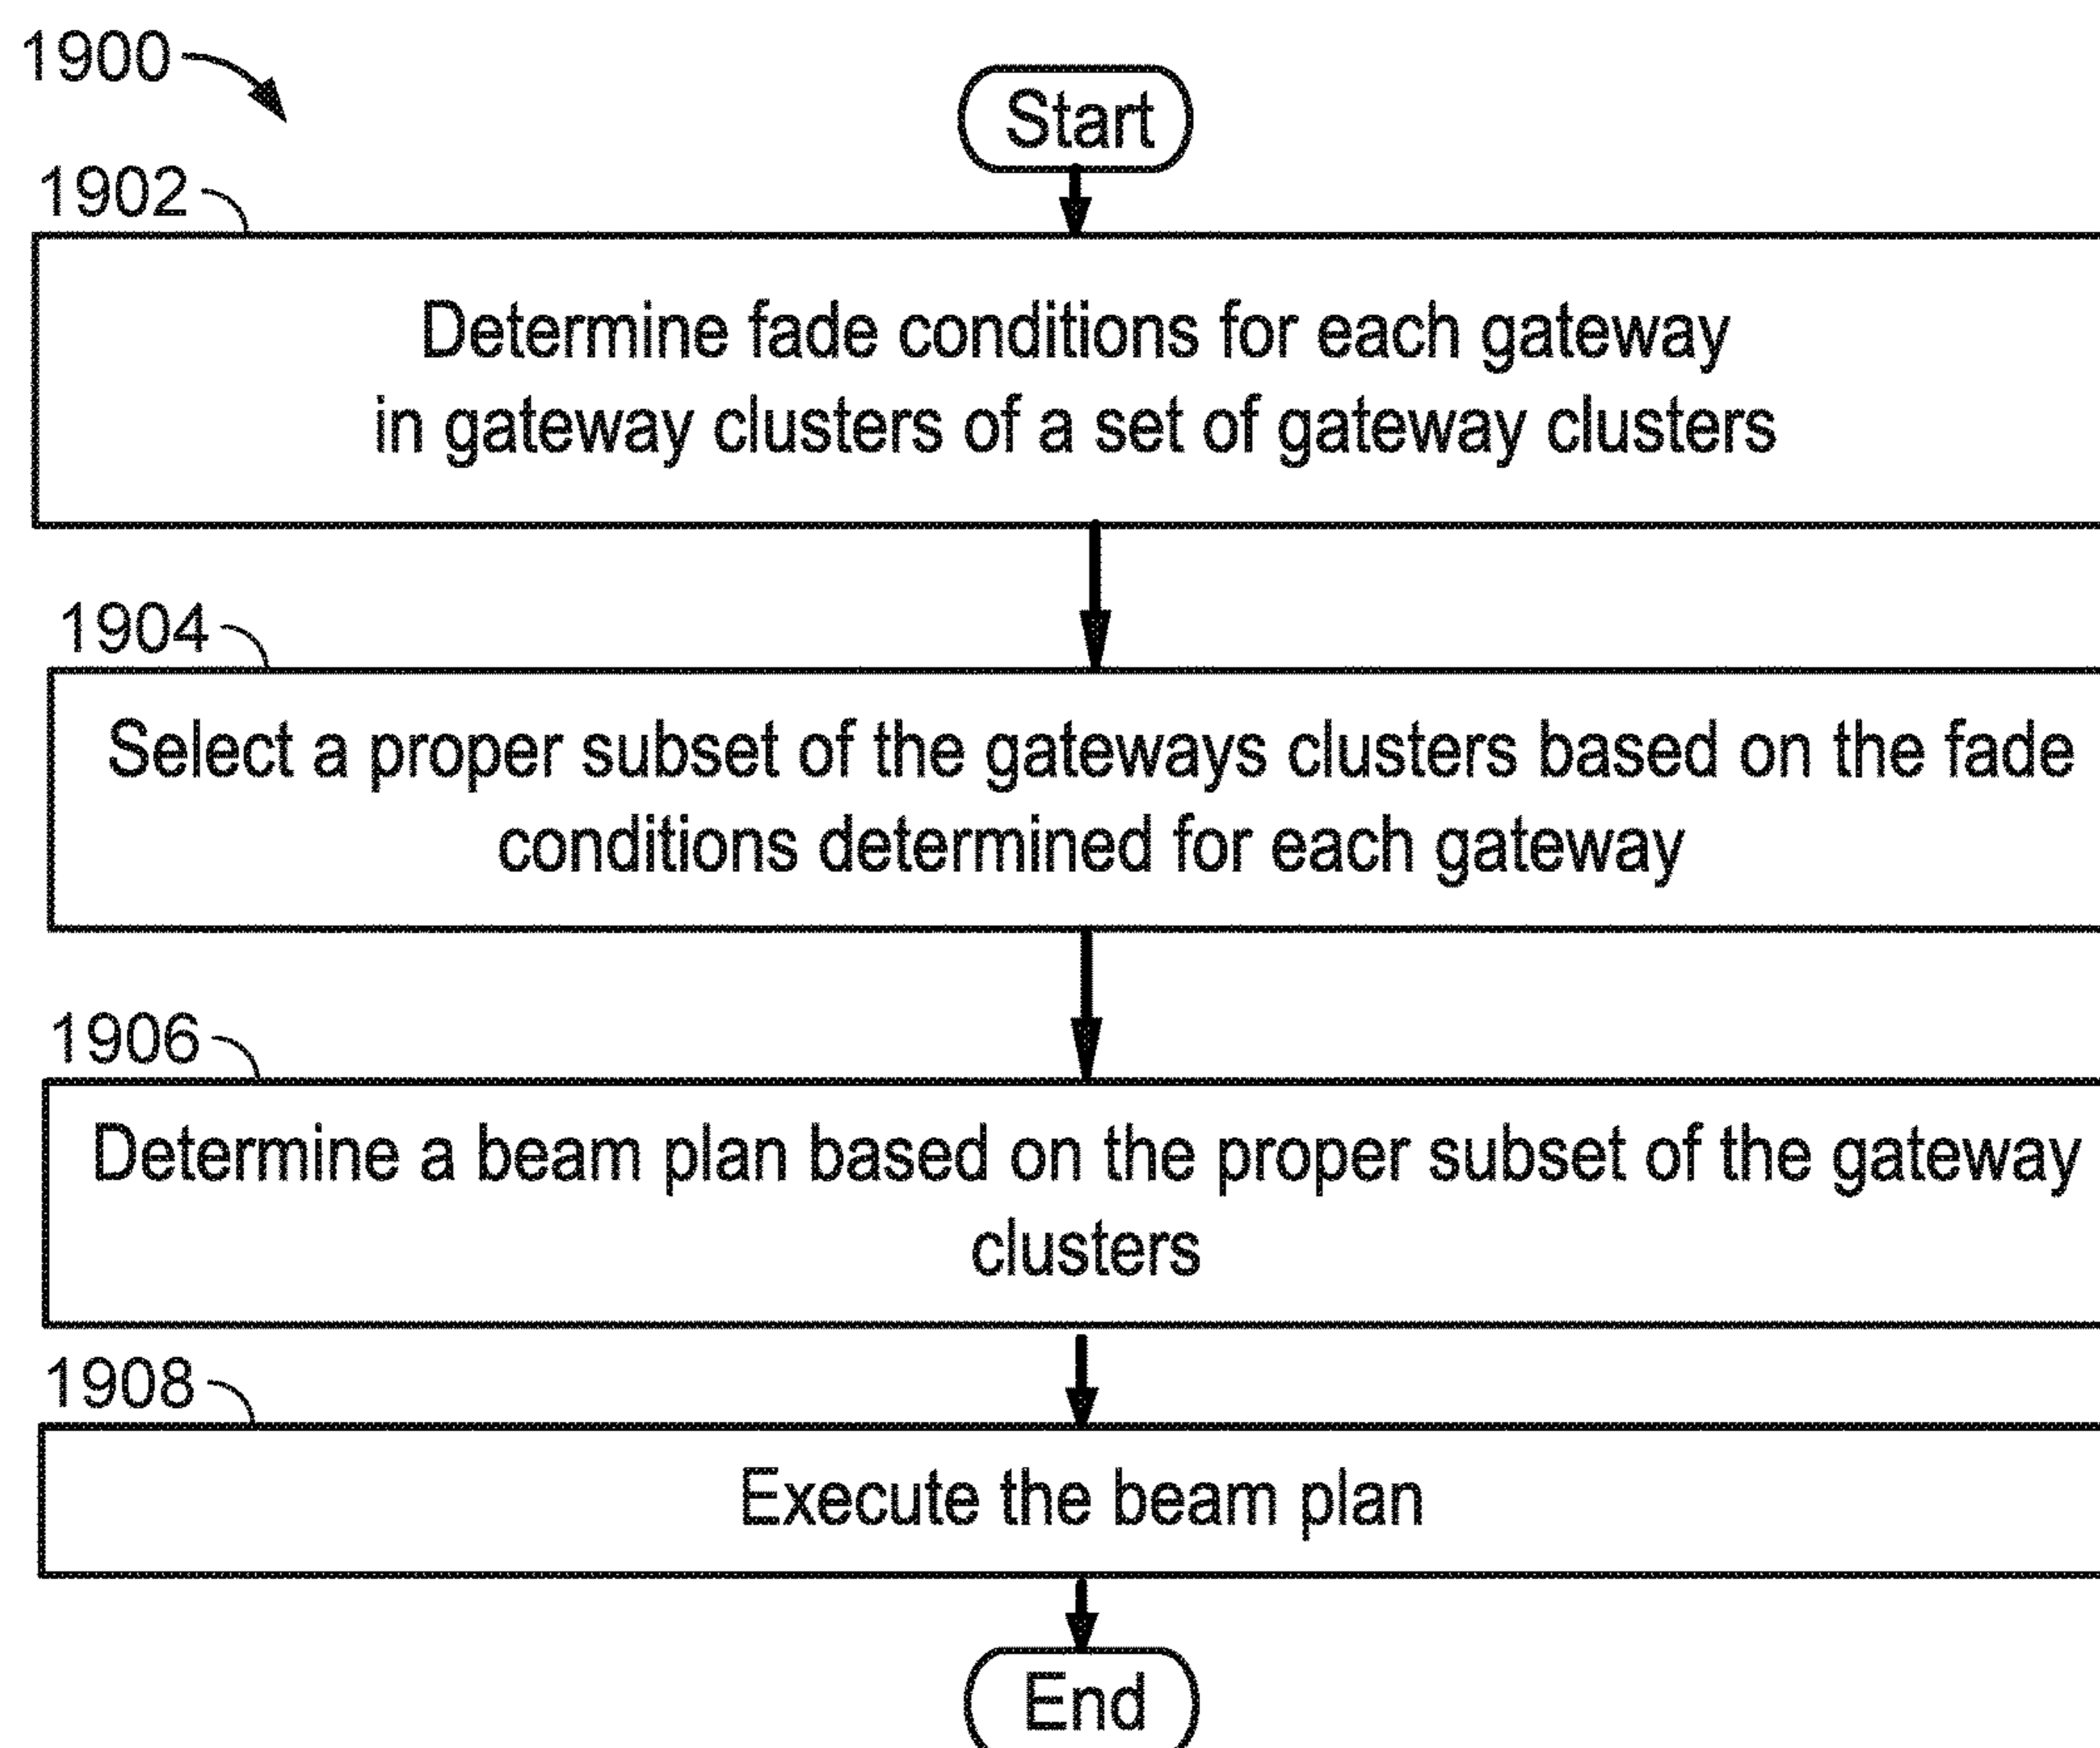 1900
Start
1902
Determine fade conditions for each gateway
in gateway clusters of a set of gateway clusters
1904
Select a proper subset of the gateways clusters based on the fade
conditions determined for each gateway
1906
Determine a beam plan based on the proper subset of the gateway
clusters
1908
Execute the beam plan
End